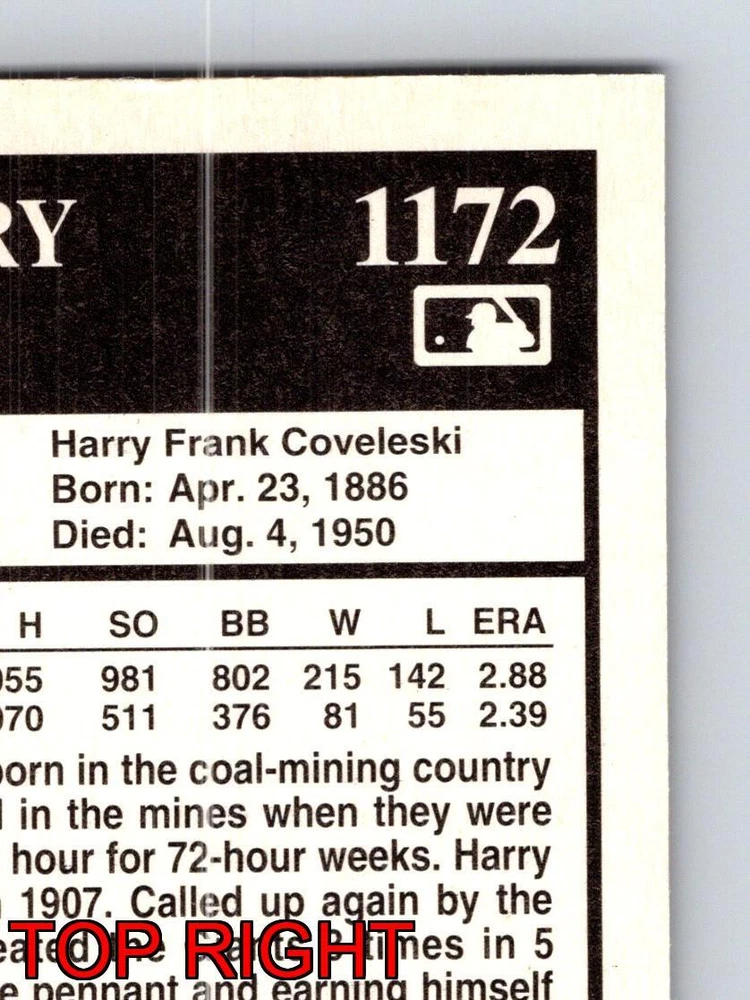 RY 1172
Harry Frank Coveleski
Born: Apr. 23, 1886
Died: Aug. 4, 1950
H SO BB W L ERA
055 981 802 215 142 2.88
070 511 376 81 55 2.39
born in the coal-mining country
in the mines when they were
hour for 72-hour weeks. Harry
1907. Called up again by the
times in 5
TOP RIGHT
e pennant and earning himself